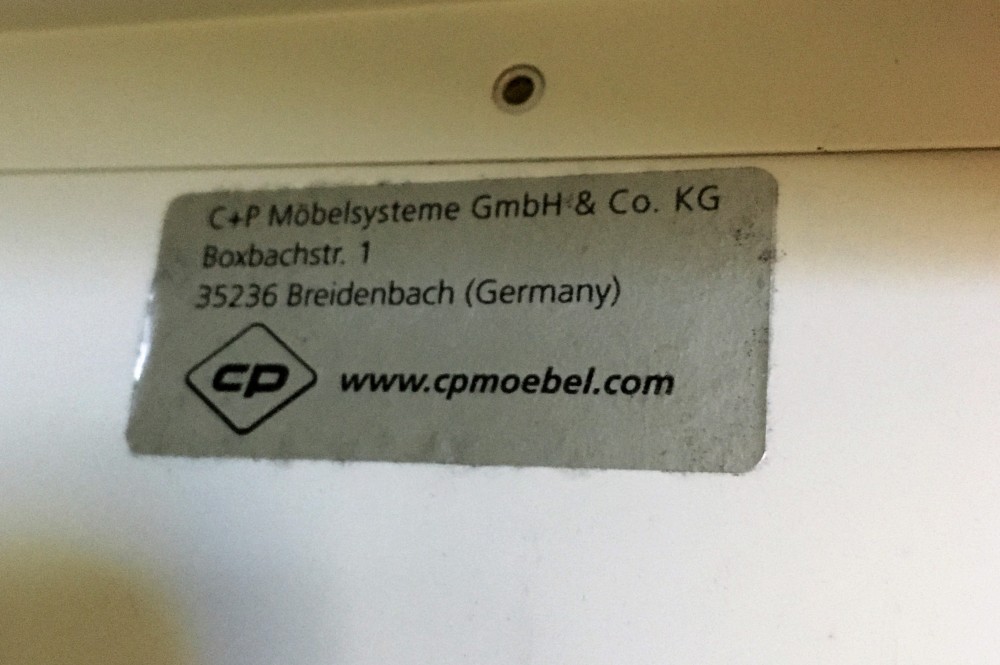 C+P Möbelsysteme GmbH & Co. KG
Boxbachstr. 1
35236 Breidenbach (Germany)
cp www.cpmoebel.com